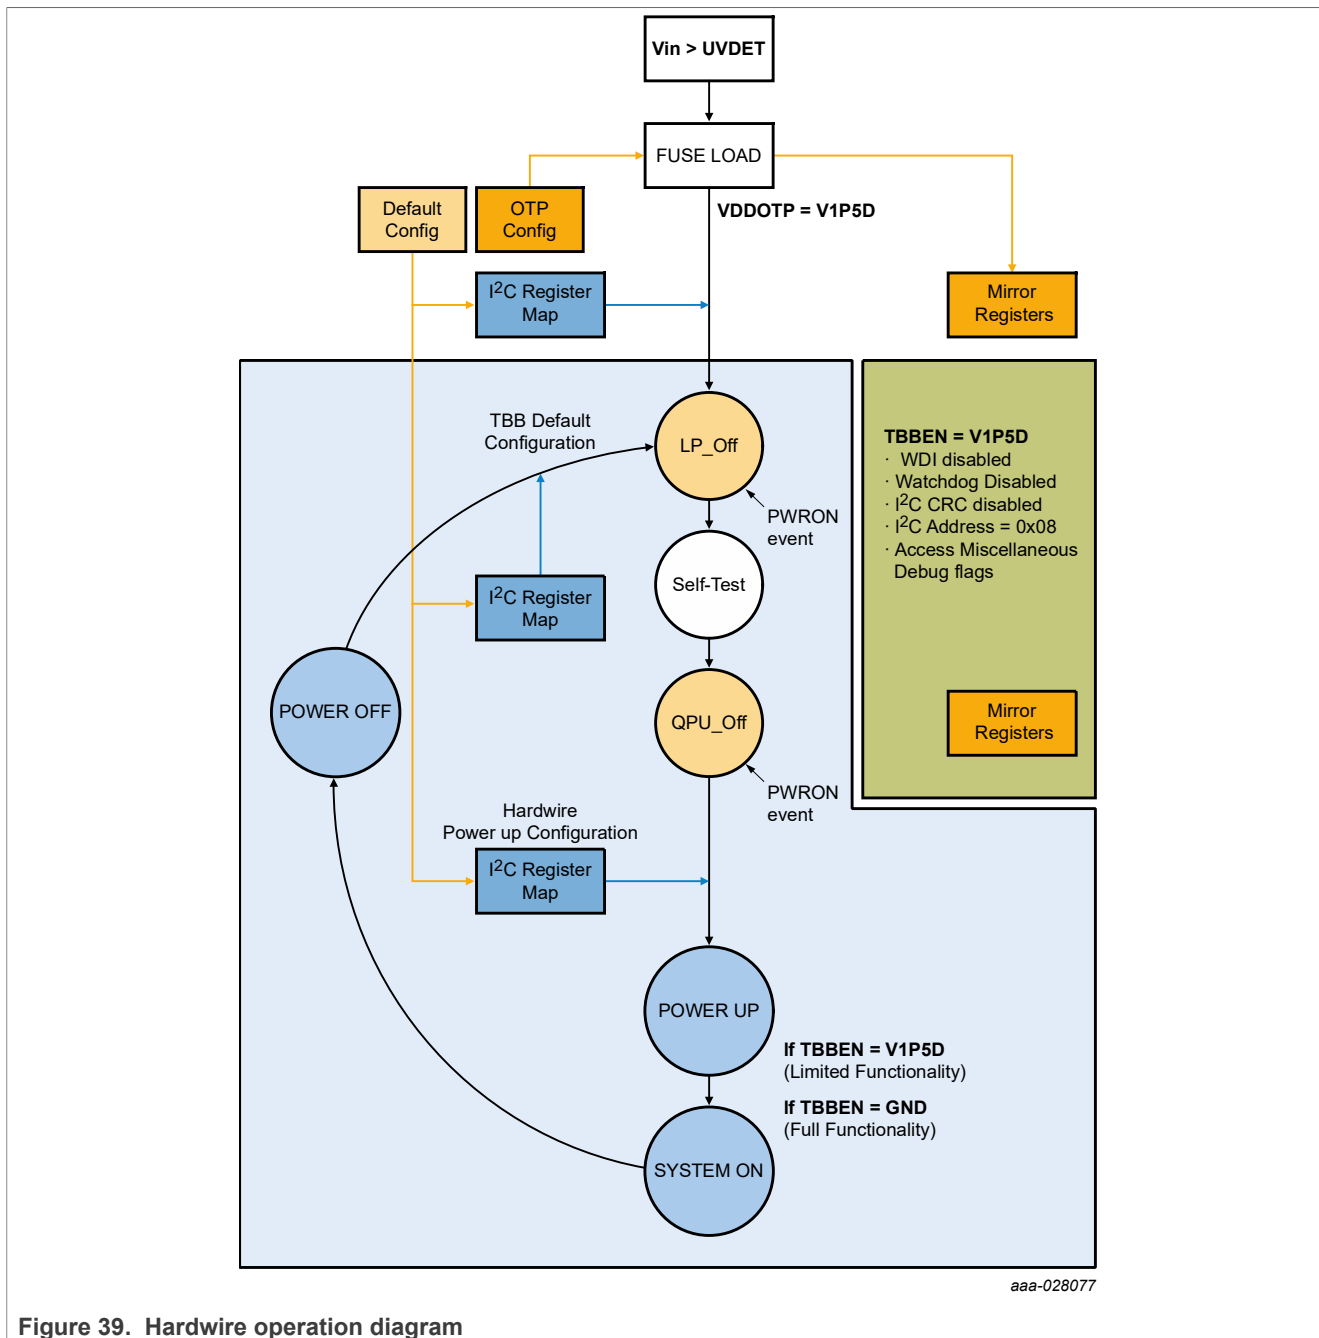 Vin > UVDET
FUSE LOAD
VDDOTP = V1P5D
Default
Config
OTP
Config
I2C Register
Map
Mirror
Registers
TBB Default
Configuration
LP_Off
PWRON
event
TBBEN = V1P5D
· WDI disabled
· Watchdog Disabled
· I2C CRC disabled
· I2C Address = 0x08
· Access Miscellaneous
Debug flags
Self-Test
I2C Register
Map
POWER OFF
QPU_Off
Mirror
Registers
PWRON
event
Hardwire
Power up Configuration
I2C Register
Map
POWER UP
If TBBEN = V1P5D
(Limited Functionality)
If TBBEN = GND
(Full Functionality)
SYSTEM ON
aaa-028077
Figure 39. Hardwire operation diagram